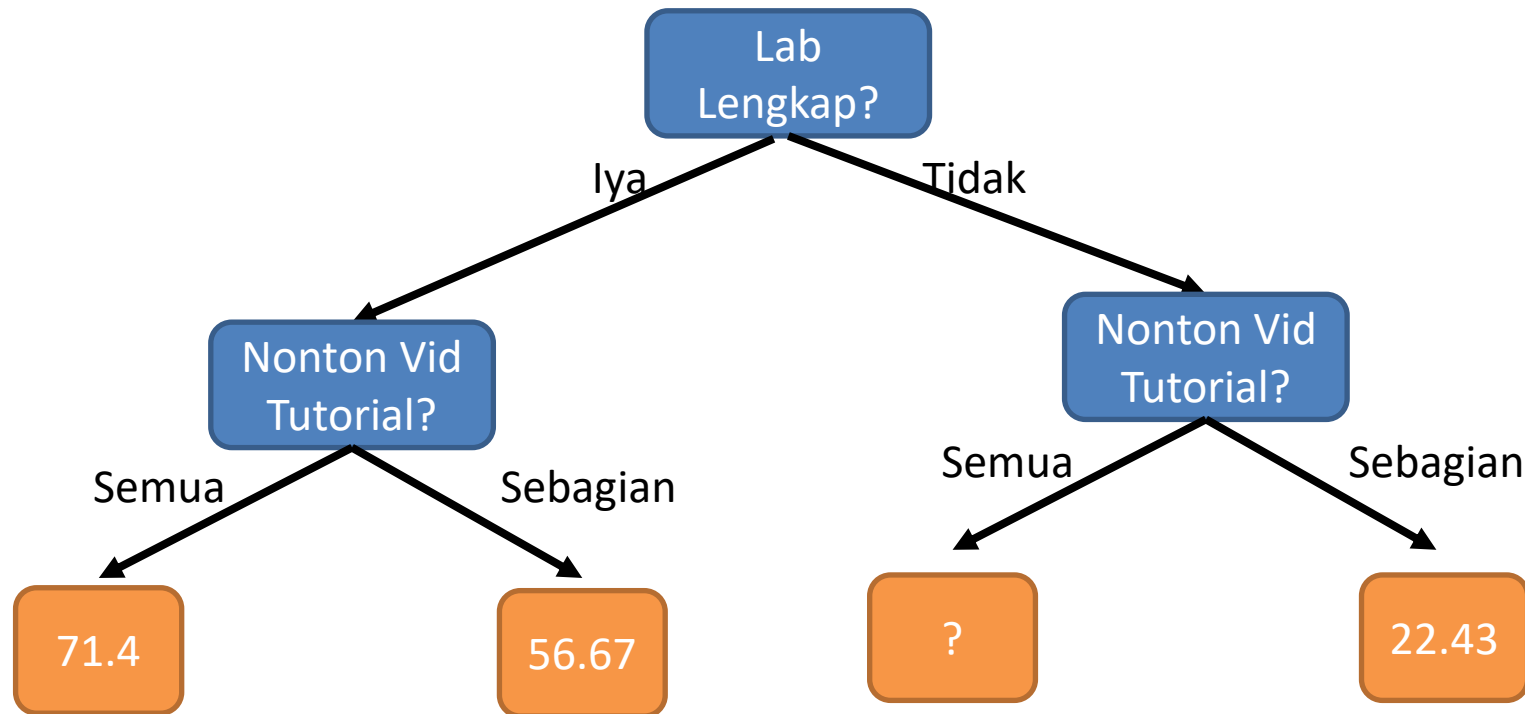 Lab
Lengkap?
Iya
Tidak
Nonton Vid
Tutorial?
Nonton Vid
Tutorial?
Semua
Sebagian
Semua
Sebagian
71.4
56.67
?
22.43